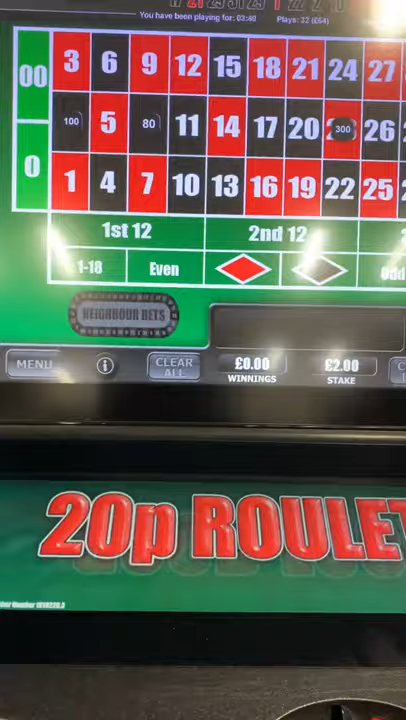 You have been playing for: 03:40
Plays: 32 (£64)
00 3 6 9 12 15 18 21 24 27
100 5 80 11 14 17 20 300 26
0 1 4 7 10 13 16 19 22 25
1st 12 2nd 12
1-18 Even Odd
NEIGHBOUR BETS
MENU i CLEAR ALL £0.00 £2.00
WINNINGS STAKE
20p ROULET